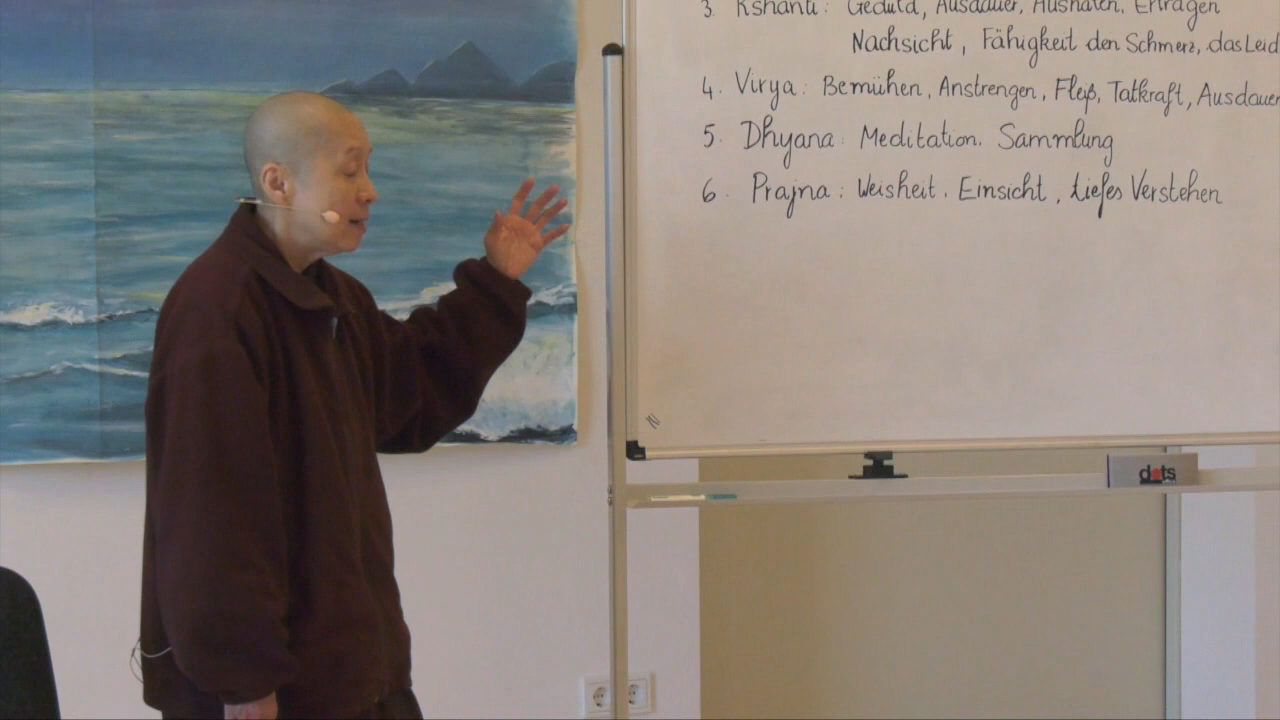 3. Kshanti: Geduld, Ausdauer, Aushalten, Ertragen
Nachsicht, Fähigkeit den Schmerz, das Leid
4. Virya: Bemühen, Anstrengen, Fleiß, Tatkraft, Ausdauer
5. Dhyana: Meditation. Sammlung
6. Prajna: Weisheit. Einsicht, tiefes Verstehen
dots